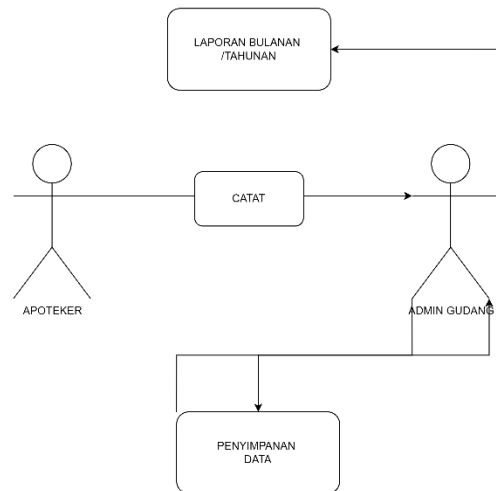 LAPORAN BULANAN
/TAHUNAN
CATAT
APOTEKER
ADMIN GUDANG
PENYIMPANAN
DATA